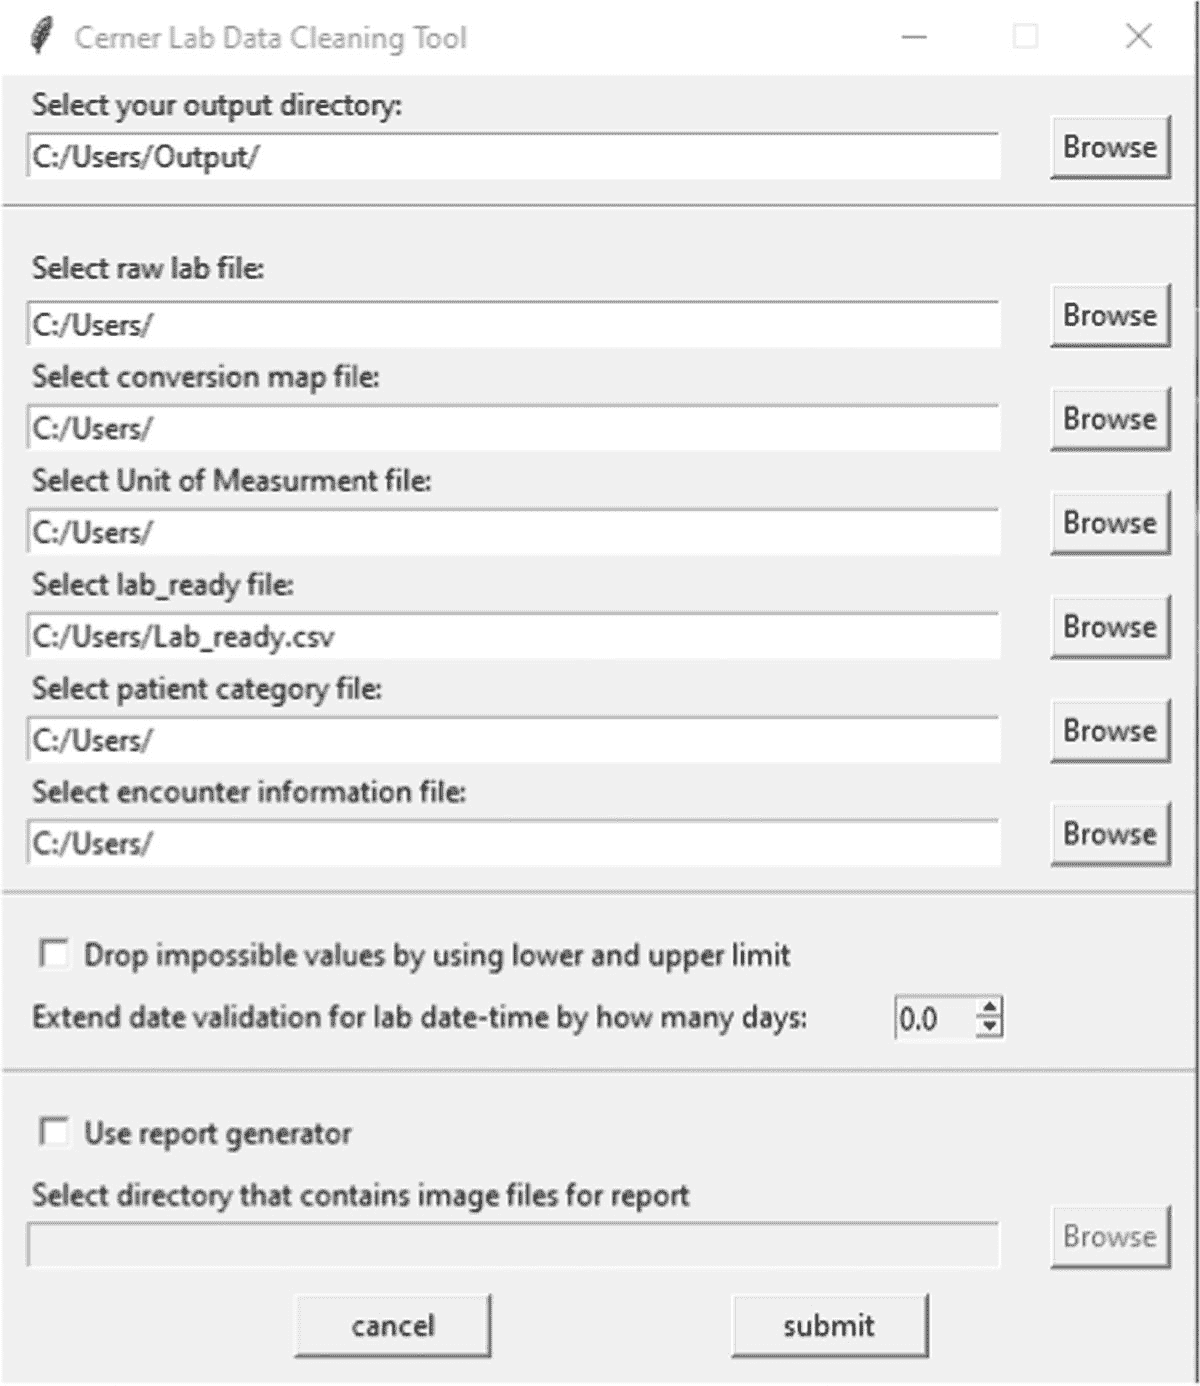 Cerner Lab Data Cleaning Tool
Select your output directory:
C:/Users/Output/
Browse
Select raw lab file:
C:/Users/
Browse
Select conversion map file:
C:/Users/
Browse
Select Unit of Measurment file:
C:/Users/
Browse
Select lab_ready file:
C:/Users/Lab_ready.csv
Browse
Select patient category file:
C:/Users/
Browse
Select encounter information file:
C:/Users/
Browse
Drop impossible values by using lower and upper limit
Extend date validation for lab date-time by how many days: 0.0
Use report generator
Select directory that contains image files for report
Browse
cancel submit